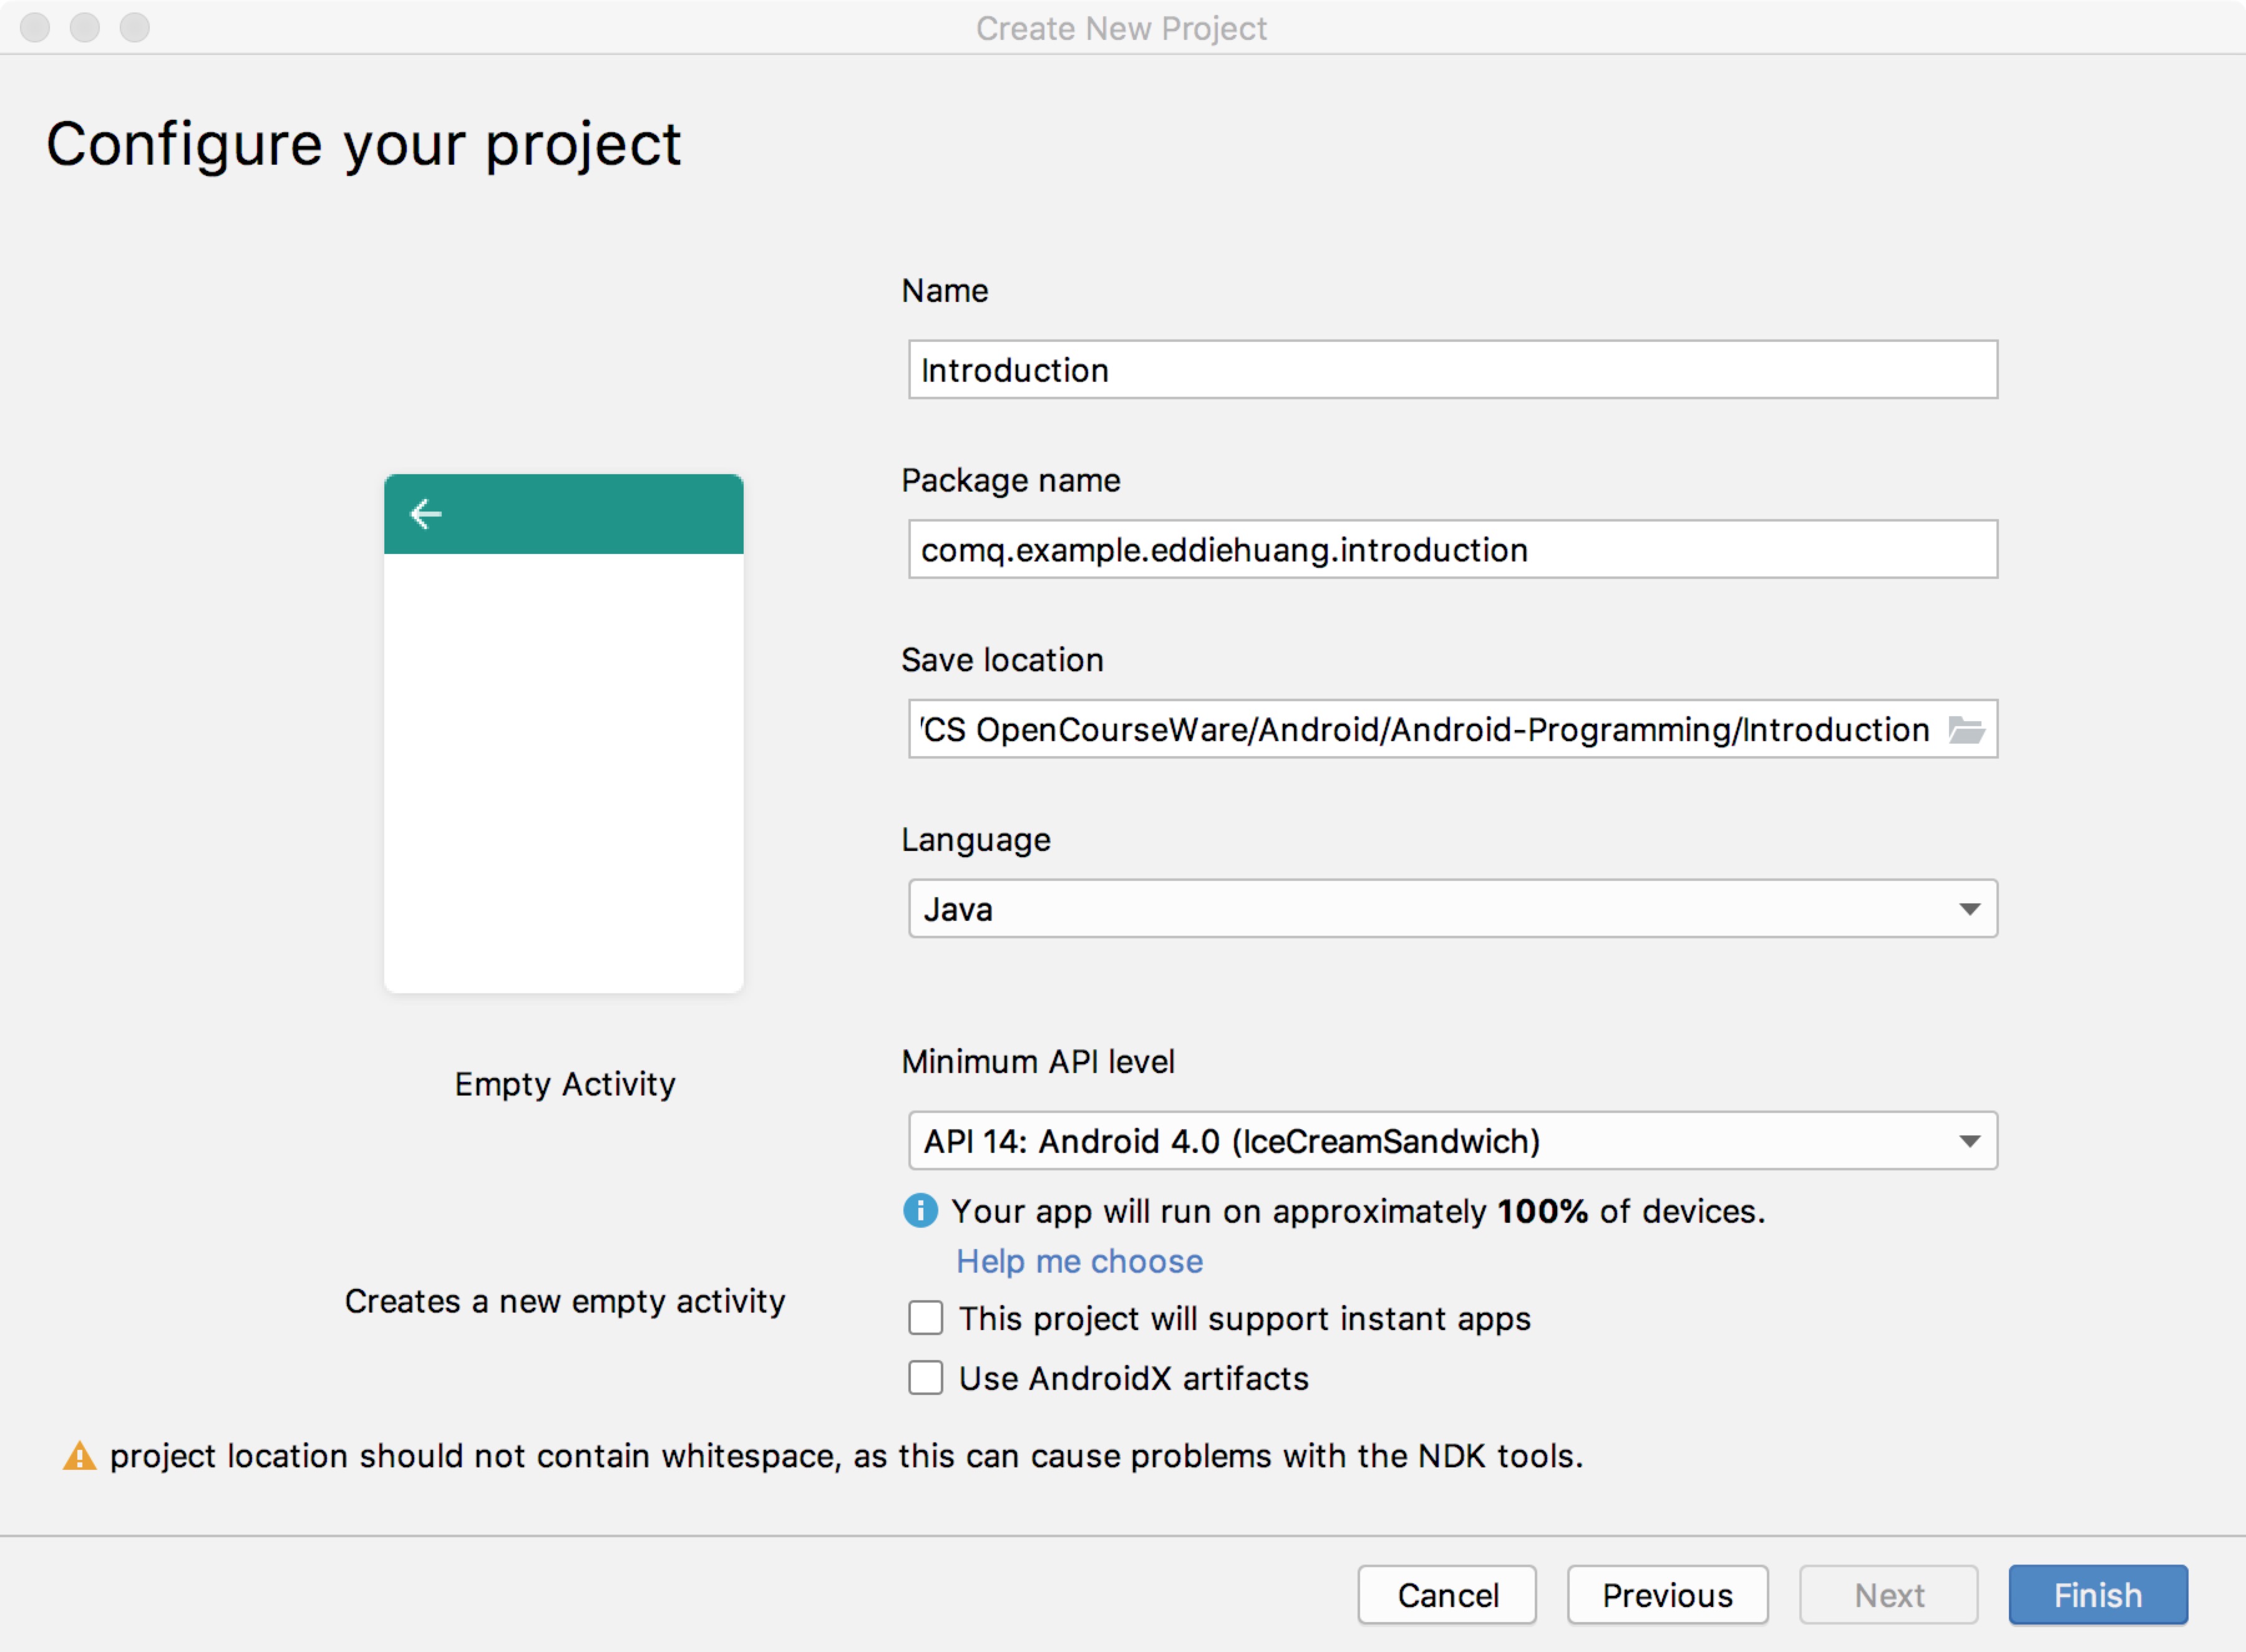 Create New Project
Configure your project
Name
Introduction
Package name
comq.example.eddiehuang.introduction
Save location
/CS OpenCourseWare/Android/Android-Programming/Introduction
Language
Java
Empty Activity
Minimum API level
API 14: Android 4.0 (IceCreamSandwich)
Your app will run on approximately 100% of devices.
Help me choose
Creates a new empty activity
This project will support instant apps
Use AndroidX artifacts
project location should not contain whitespace, as this can cause problems with the NDK tools.
Cancel
Previous
Next
Finish